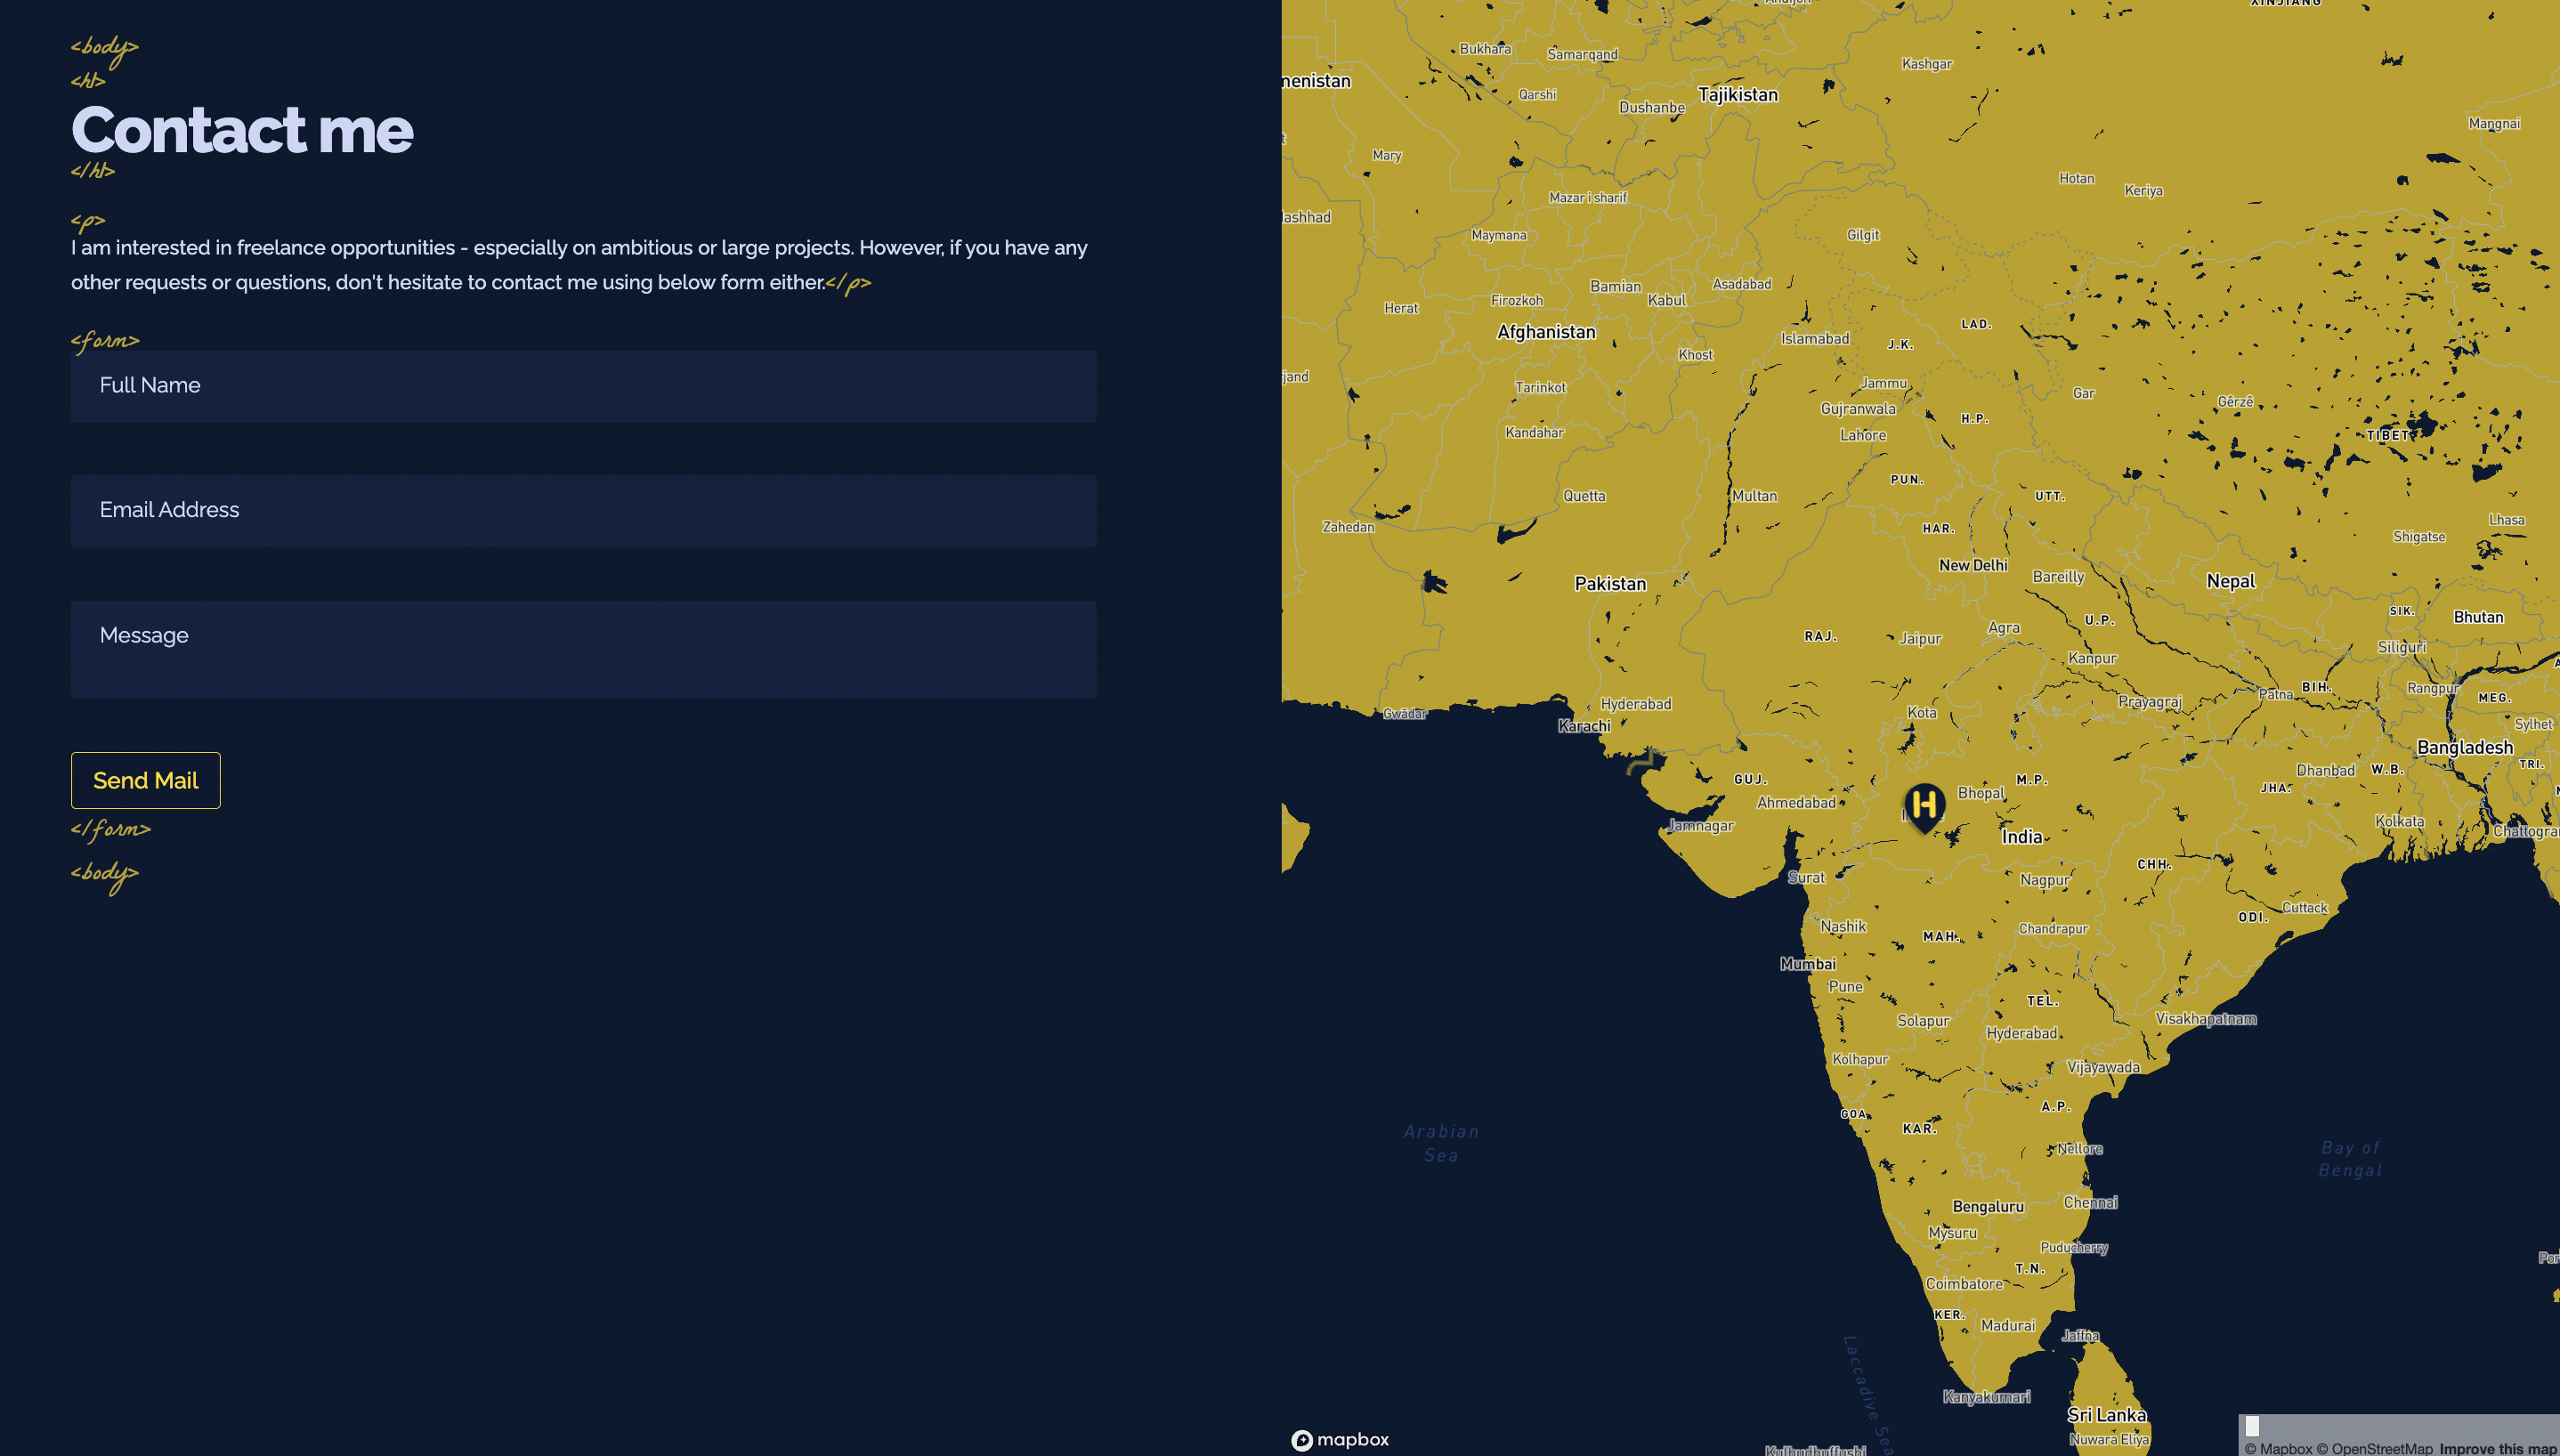 <body>
<h1>
Contact me
</h1>
<p>
I am interested in freelance opportunities - especially on ambitious or large projects. However, if you have any
other requests or questions, don't hesitate to contact me using below form either.</p>
<form>
Full Name
Email Address
Message
Send Mail
</form>
<body>
XINJIANG
Bukhara
Samarqand
Kashgar
menistan
Qarshi
Dushanbe
Tajikistan
Mangnai
Mary
Hotan
Keriya
Mazar i sharif
ashhad
Maymana
Gilgit
Asadabad
Bamian
Kabul
Firozkoh
Herat
LAD.
Afghanistan
Islamabad
J.K.
Khost
jand
Tarinkot
Jammu
Gar
Gêrzê
Gujranwala
H.P.
Kandahar
Lahore
TIBET
PUN.
Quetta
Multan
UTT.
Zahedan
HAR.
Lhasa
Shigatse
New Delhi
Bareilly
Pakistan
Nepal
SIK.
Bhutan
U.P.
Agra
RAJ.
Jaipur
Siliguri
Kanpur
BIH.
Rangpur
Patna
MEG.
Prayagraj
Hyderabad
Gwādar
Kota
Karachi
Sylhet
Bangladesh
TRI.
Dhanbad
W.B.
GUJ.
M.P.
JHA.
Bhopal
Ahmedabad
H
Kolkata
Jamnagar
Chattogra
India
CHH.
Surat
Nagpur
Cuttack
ODI.
Nashik
Chandrapur
MAH.
Mumbai
Pune
TEL.
Solapur
Visakhapatnam
Hyderabad
Kolhapur
Vijayawada
A.P.
GOA
KAR.
Arabian
Sea
Nellore
Bay of
Bengal
Chennai
Bengaluru
Mysuru
Puducherry
T.N.
Coimbatore
KER.
Madurai
Jaffna
Laccadive Sea
Kanyakumari
Sri Lanka
Nuwara Eliya
mapbox
Kulhudhuffushi
© Mapbox © OpenStreetMap Improve this map